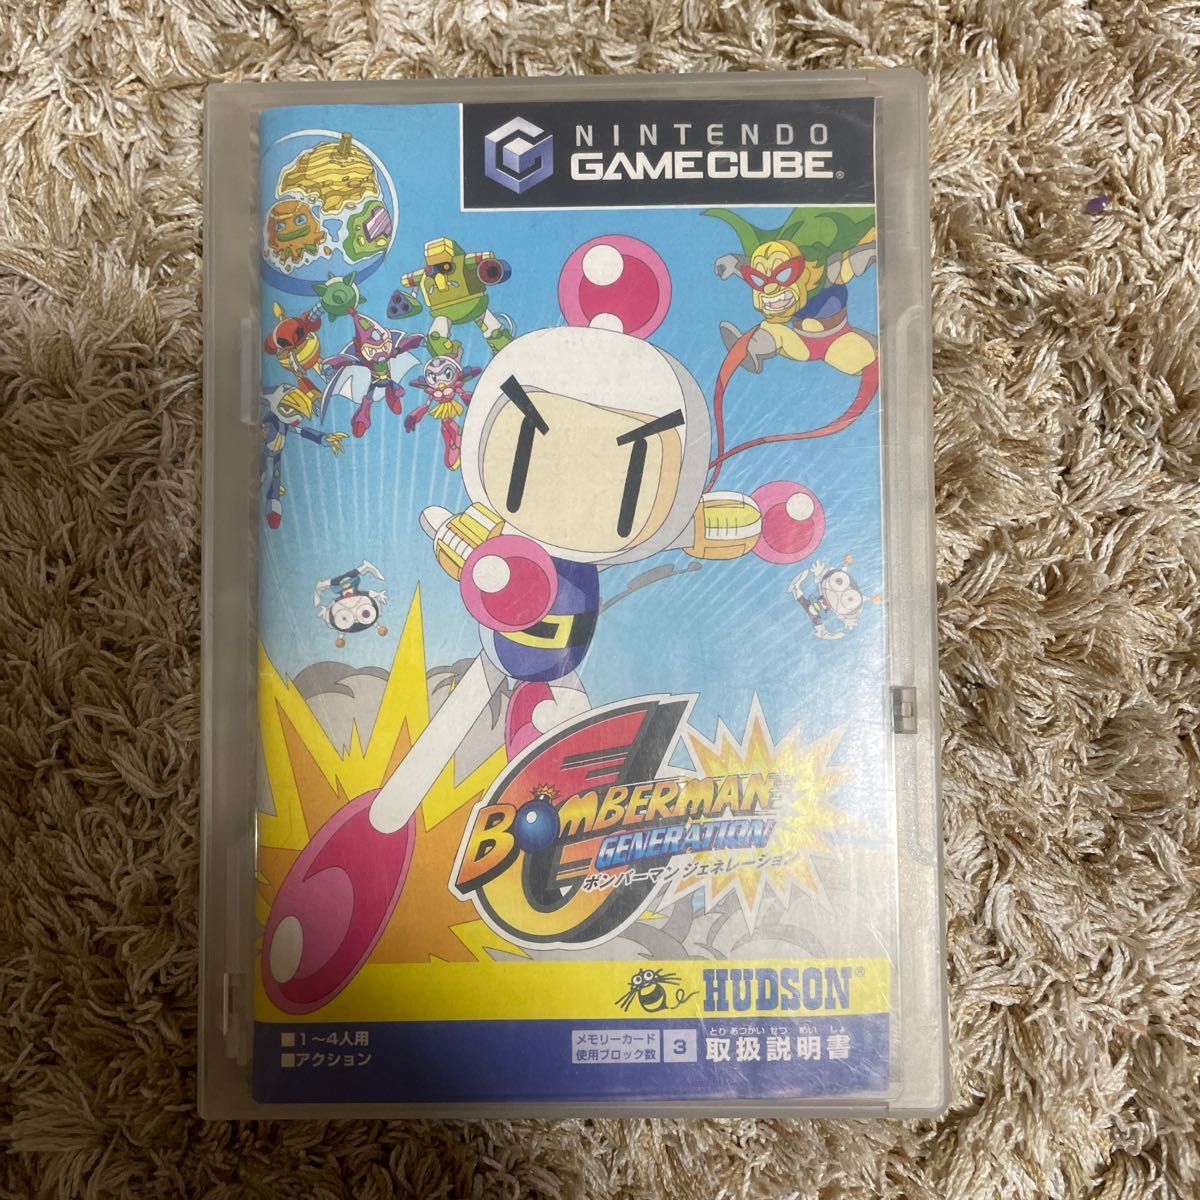 NINTENDO
GAMECUBE®
BOMBERMAN
GENERATION
ボンバーマン ジェネレーション
HUDSON®
■1～4人用
■アクション
メモリーカード
使用ブロック数
3
とり あつかい せつ めい しょ
取扱説明書